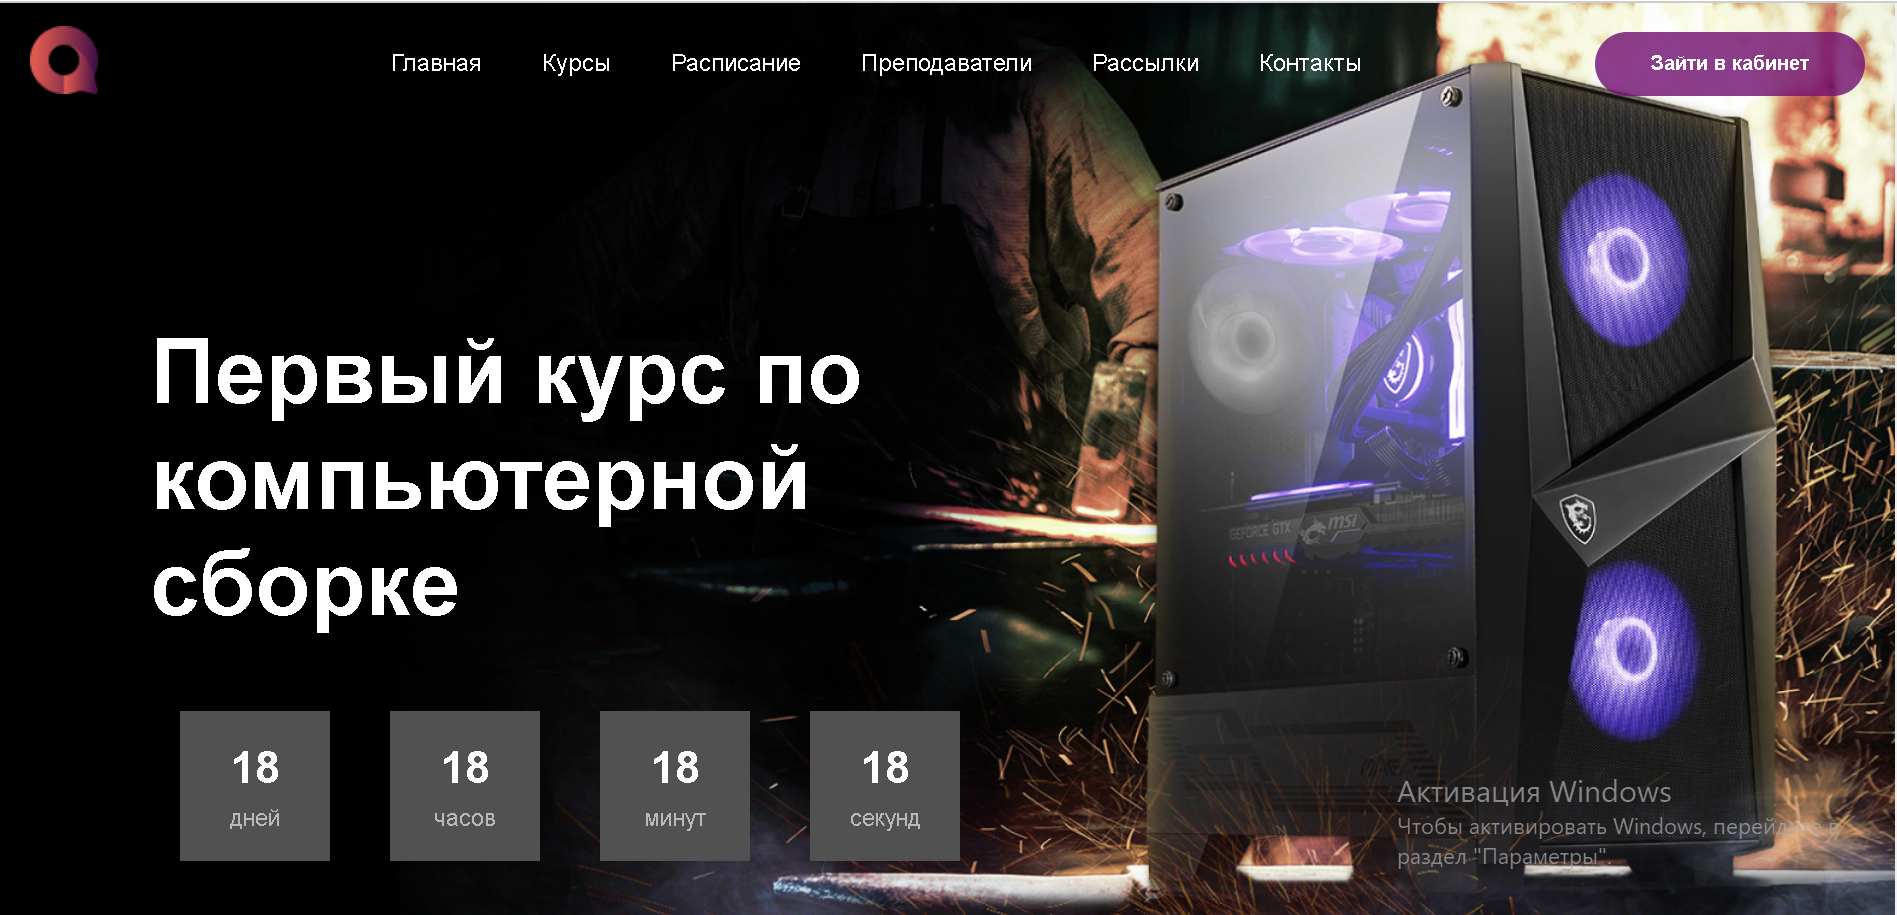 Главная Курсы Расписание Преподаватели Рассылки Контакты Зайти в кабинет
Первый курс по
компьютерной
сборке
GEFORCE GTX msi
18 18 18 18
дней часов минут секунд
Активация Windows
Чтобы активировать Windows, перейдите в
раздел "Параметры".